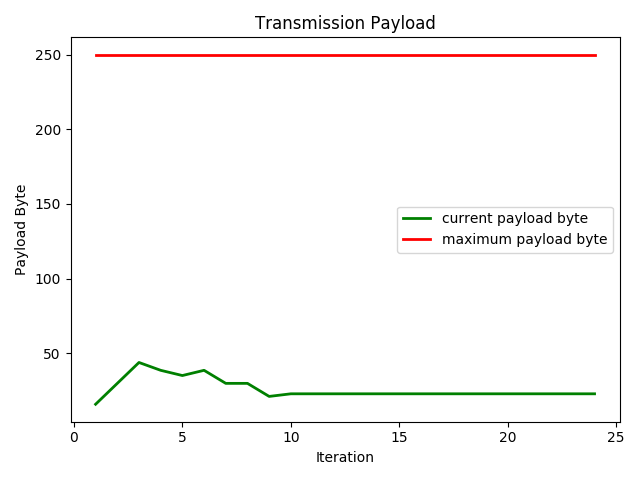 Transmission Payload
250
200
150
100
50
Payload Byte
current payload byte
maximum payload byte
0
5
10
15
20
25
Iteration